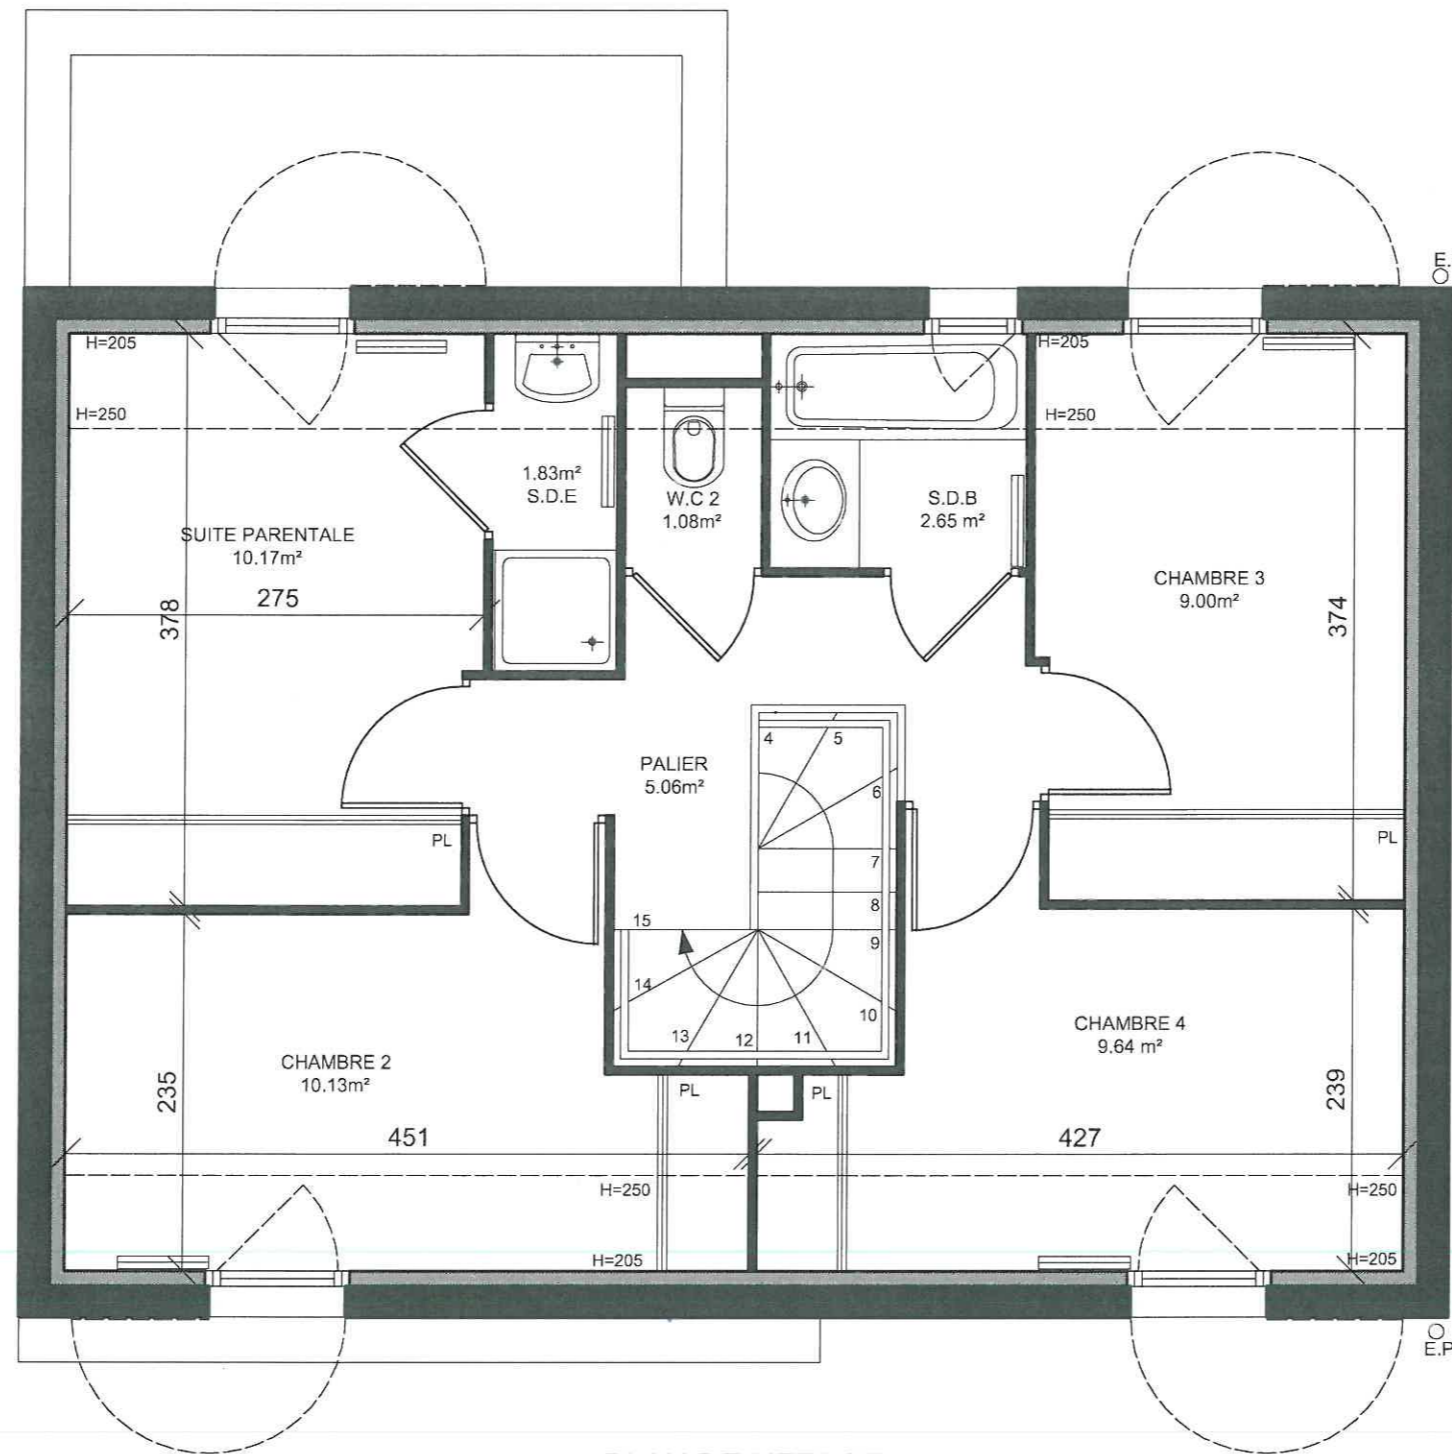 E.
H=205
H=205
H=250
H=250
1.83m²
S.D.E
W.C 2
1.08m²
S.D.B
2.65 m²
SUITE PARENTALE
10.17m²
CHAMBRE 3
9.00m²
275
378
374
PALIER
5.06m²
4
5
6
7
8
9
10
11
12
13
14
15
PL
PL
CHAMBRE 2
10.13m²
CHAMBRE 4
9.64 m²
PL
PL
235
239
451
427
H=250
H=250
H=205
H=205
E.P